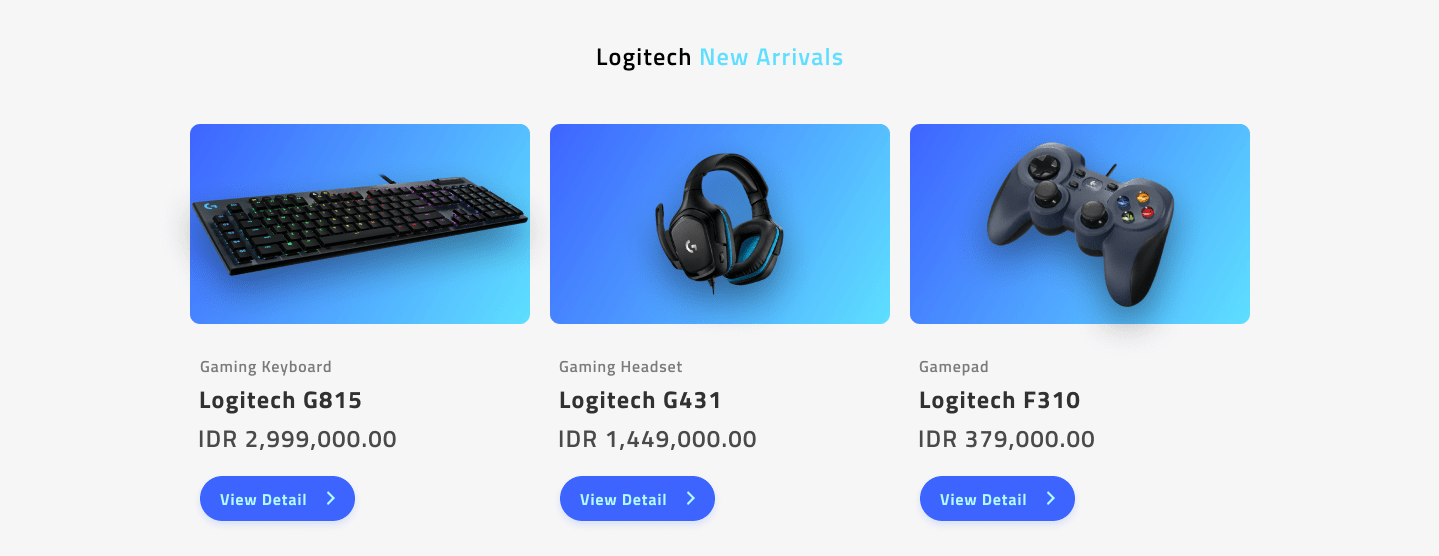 Logitech New Arrivals
Gaming Keyboard
Logitech G815
IDR 2,999,000.00
View Detail
Gaming Headset
Logitech G431
IDR 1,449,000.00
View Detail
Gamepad
Logitech F310
IDR 379,000.00
View Detail